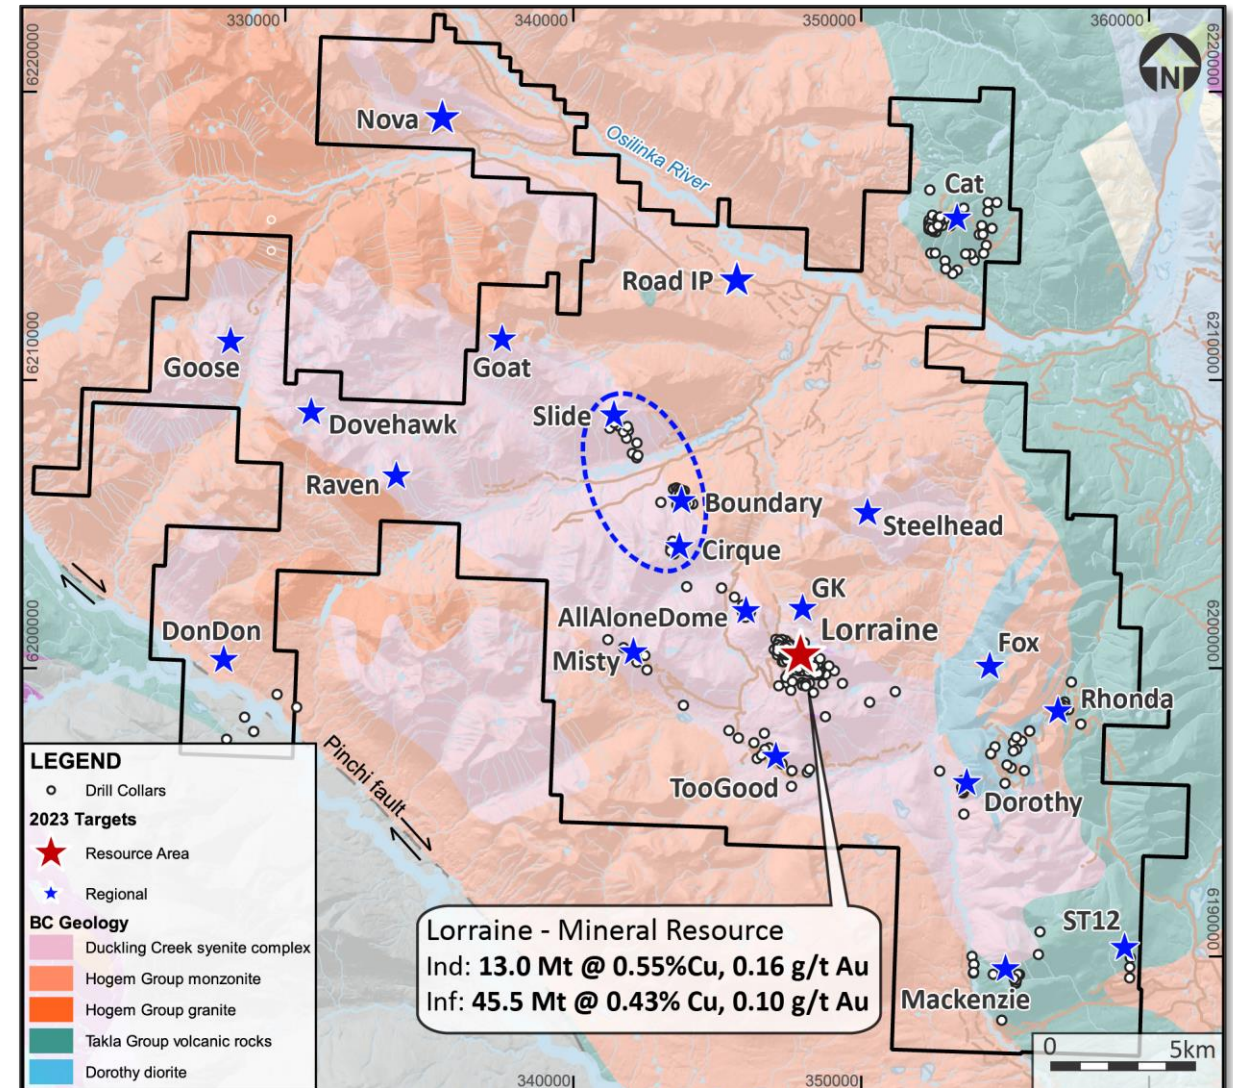 330000
340000
350000
360000
6220000
6220000
N
Nova
Osilinka River
Cat
Road IP
6210000
6210000
Goose
Goat
Slide
Dovehawk
Raven
Boundary
Steelhead
Cirque
GK
AllAloneDome
Lorraine
6200000
6200000
DonDon
Misty
Fox
Rhonda
Pinchi fault
TooGood
Dorothy
LEGEND
Drill Collars
2023 Targets
Resource Area
Regional
BC Geology
Duckling Creek syenite complex
Hogem Group monzonite
Hogem Group granite
Takla Group volcanic rocks
Dorothy diorite
Lorraine - Mineral Resource
Ind: 13.0 Mt @ 0.55%Cu, 0.16 g/t Au
Inf: 45.5 Mt @ 0.43% Cu, 0.10 g/t Au
ST12
6190000
Mackenzie
0 5km
340000
350000